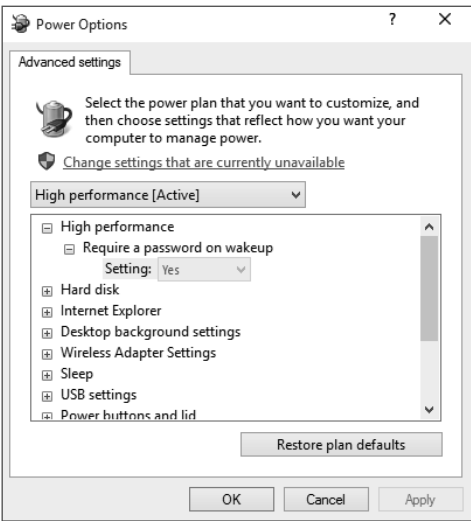 Power Options
?
X
Advanced settings
Select the power plan that you want to customize, and
then choose settings that reflect how you want your
computer to manage power.
Change settings that are currently unavailable
High performance [Active]
High performance
Require a password on wakeup
Setting: Yes
Hard disk
Internet Explorer
Desktop background settings
Wireless Adapter Settings
Sleep
USB settings
Power buttons and lid
Restore plan defaults
OK
Cancel
Apply